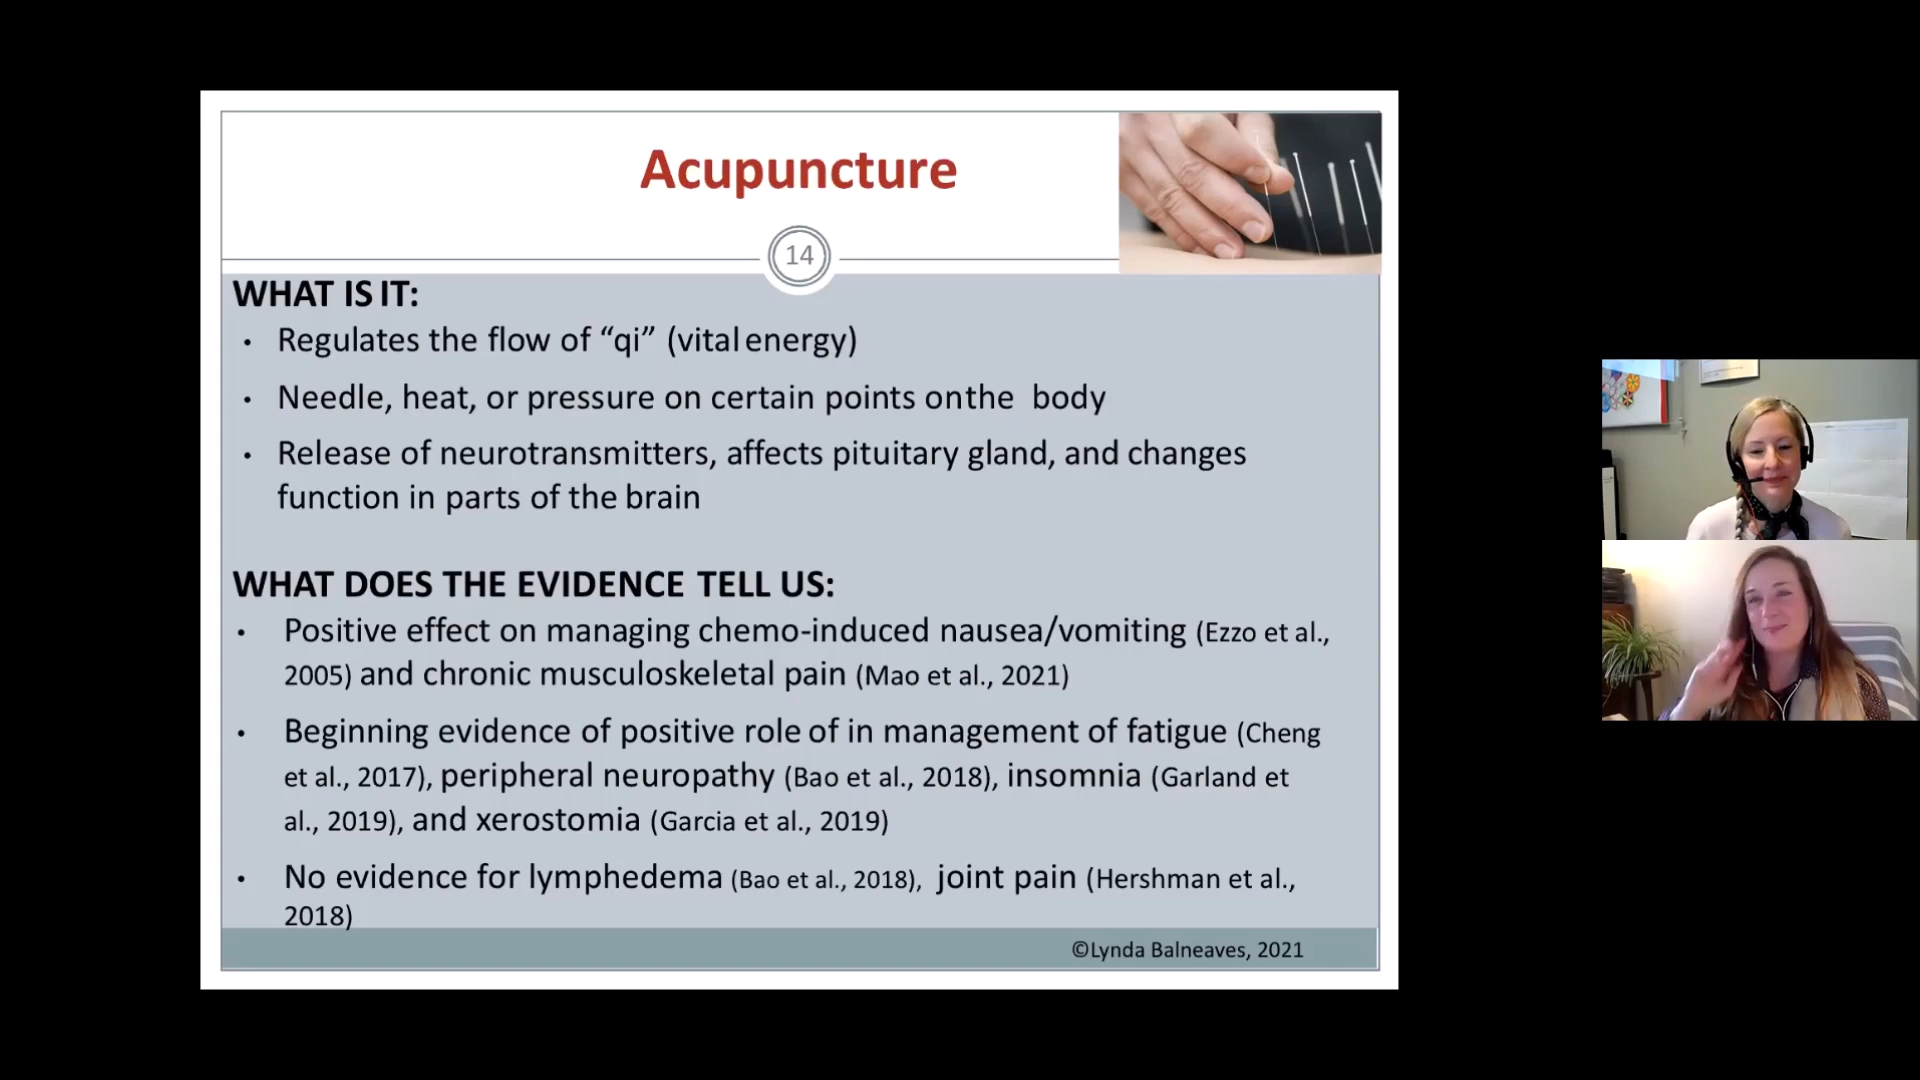 Acupuncture
14
WHAT IS IT:
• Regulates the flow of “qi” (vital energy)
• Needle, heat, or pressure on certain points onthe body
• Release of neurotransmitters, affects pituitary gland, and changes
function in parts of the brain
WHAT DOES THE EVIDENCE TELL US:
• Positive effect on managing chemo-induced nausea/vomiting (Ezzo et al.,
2005) and chronic musculoskeletal pain (Mao et al., 2021)
• Beginning evidence of positive role of in management of fatigue (Cheng
et al., 2017), peripheral neuropathy (Bao et al., 2018), insomnia (Garland et
al., 2019), and xerostomia (Garcia et al., 2019)
• No evidence for lymphedema (Bao et al., 2018), joint pain (Hershman et al.,
2018)
©Lynda Balneaves, 2021